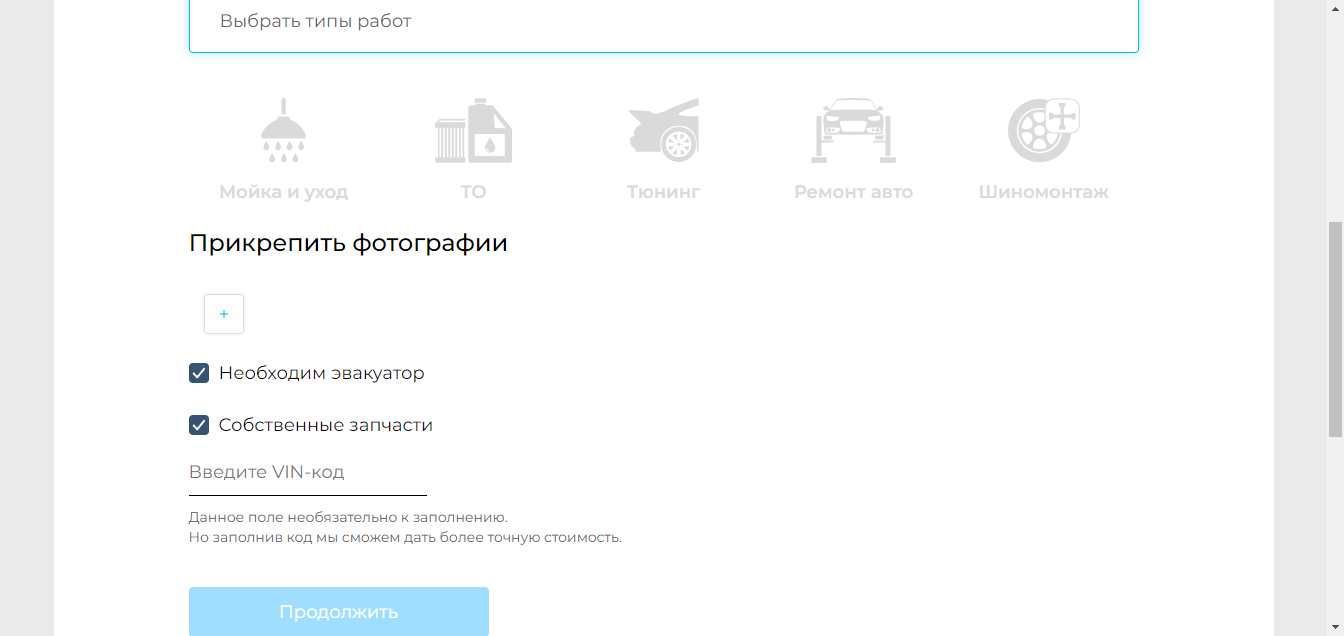 Выбрать типы работ
Мойка и уход
ТО
Тюнинг
Ремонт авто
Шиномонтаж
Прикрепить фотографии
+
Необходим эвакуатор
Собственные запчасти
Введите VIN-код
Данное поле необязательно к заполнению.
Но заполнив код мы сможем дать более точную стоимость.
Продолжить